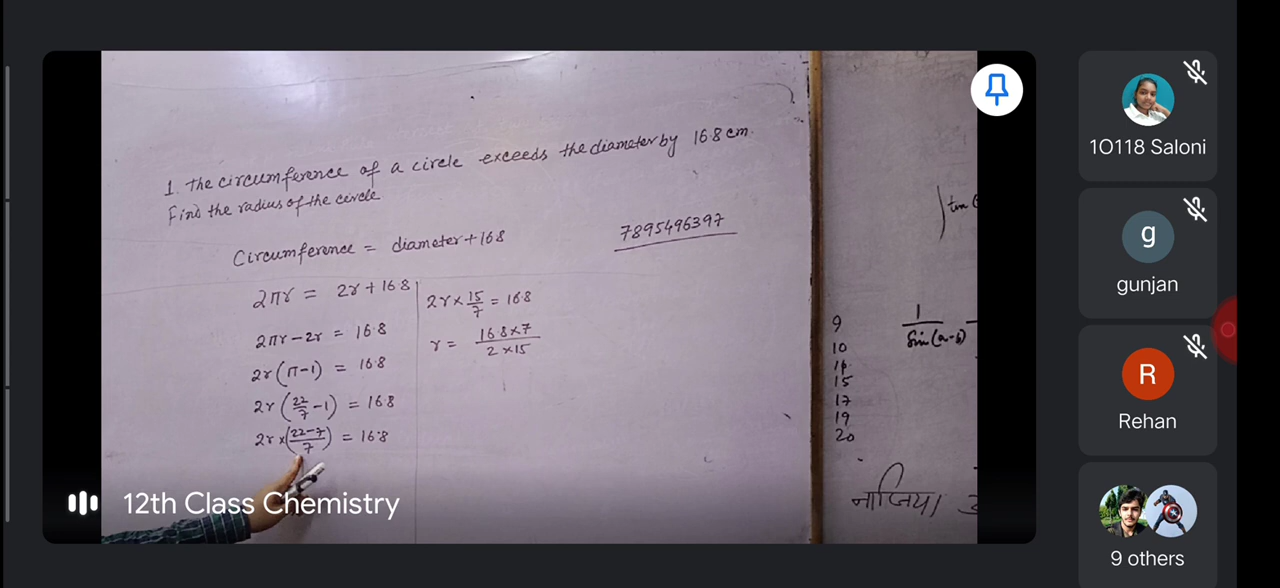 1. The circumference of a circle exceeds the diameter by 16.8 cm.
Find the radius of the circle
Circumference = diameter + 16.8
7895496397
2πr = 2r + 16.8
2πr - 2r = 16.8
2r (π-1) = 16.8
2r (22/7 - 1) = 16.8
2r × (22-7/7) = 16.8
2r × 15/7 = 16.8
r = 16.8×7 / 2×15
9
10
15
17
19
20
1/Sin(a-b)
नाज़िया
12th Class Chemistry
1O118 Saloni
g
gunjan
R
Rehan
9 others